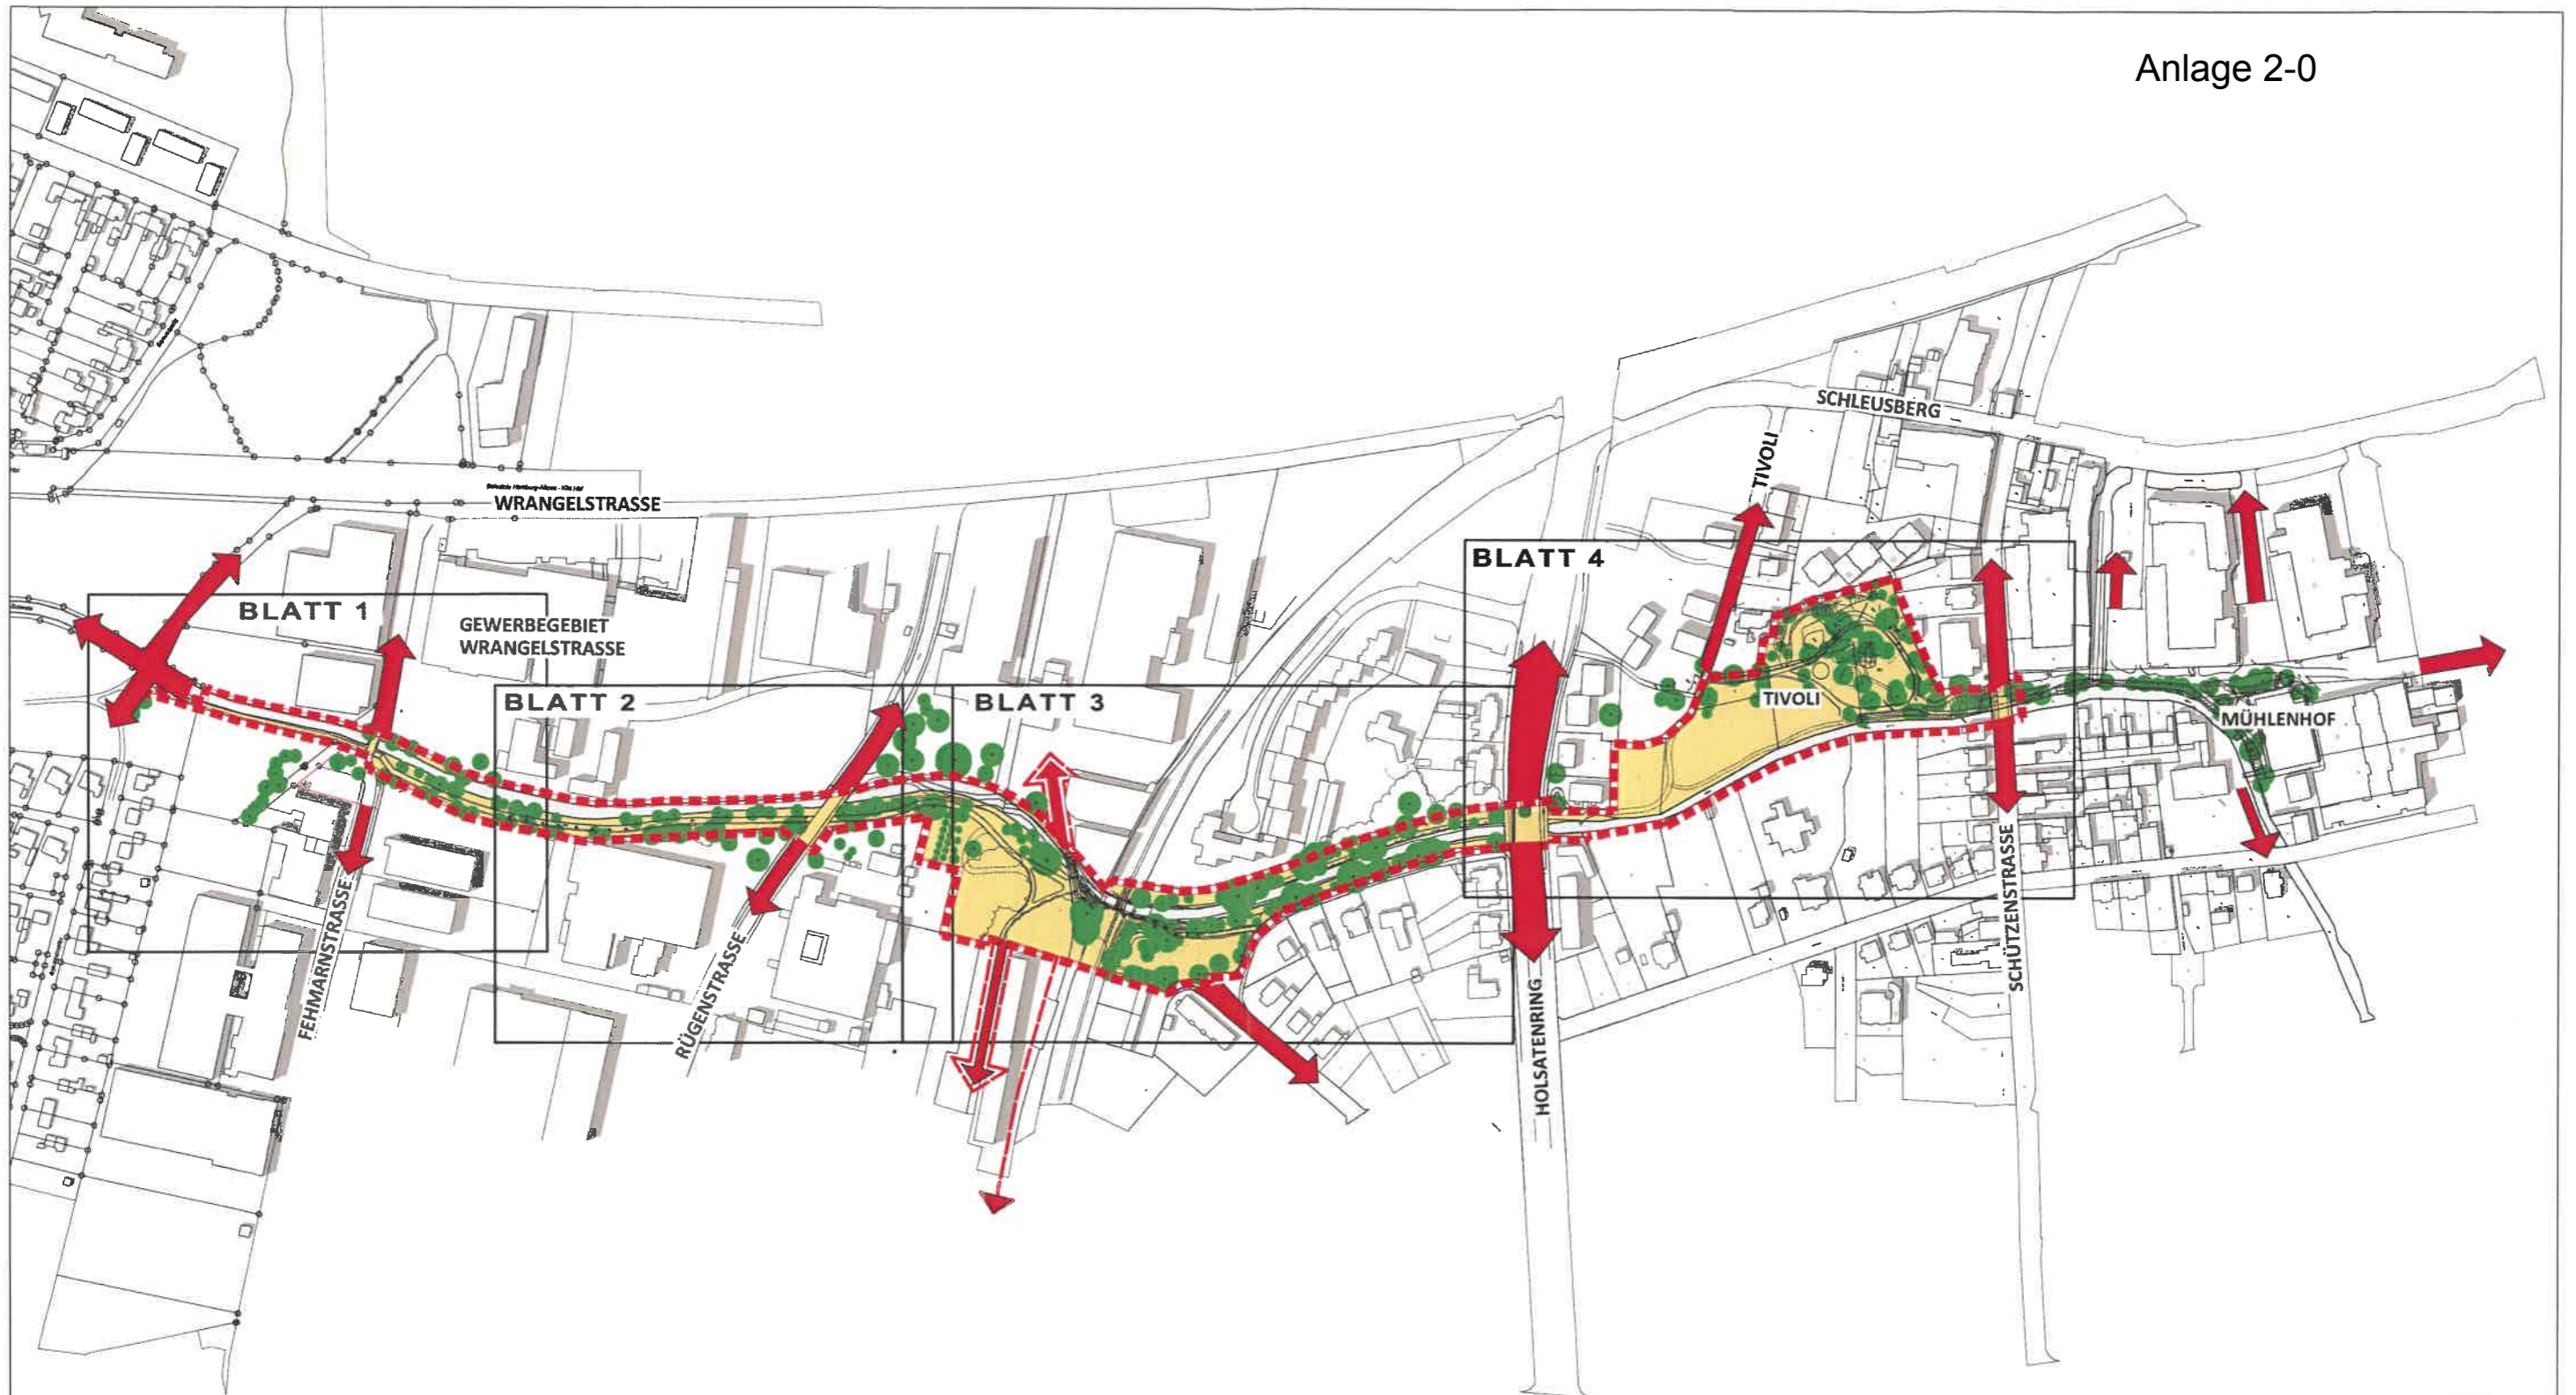 Anlage 2-0
SCHLEUSBERG
TIVOLI
WRANGELSTRASSE
BLATT 4
BLATT 1
GEWERBEGEBIET
WRANGELSTRASSE
BLATT 2
BLATT 3
TIVOLI
MÜHLENHOF
FEHMARNSTRASSE
RÜGENSTRASSE
HOLSATENRING
SCHÜTZENSTRASSE